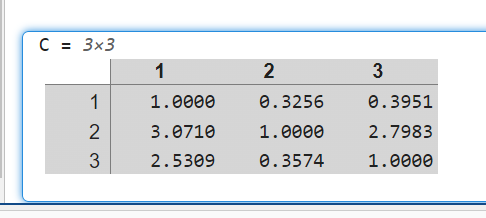 C = 3×3
1 2 3
1 1.0000 0.3256 0.3951
2 3.0710 1.0000 2.7983
3 2.5309 0.3574 1.0000